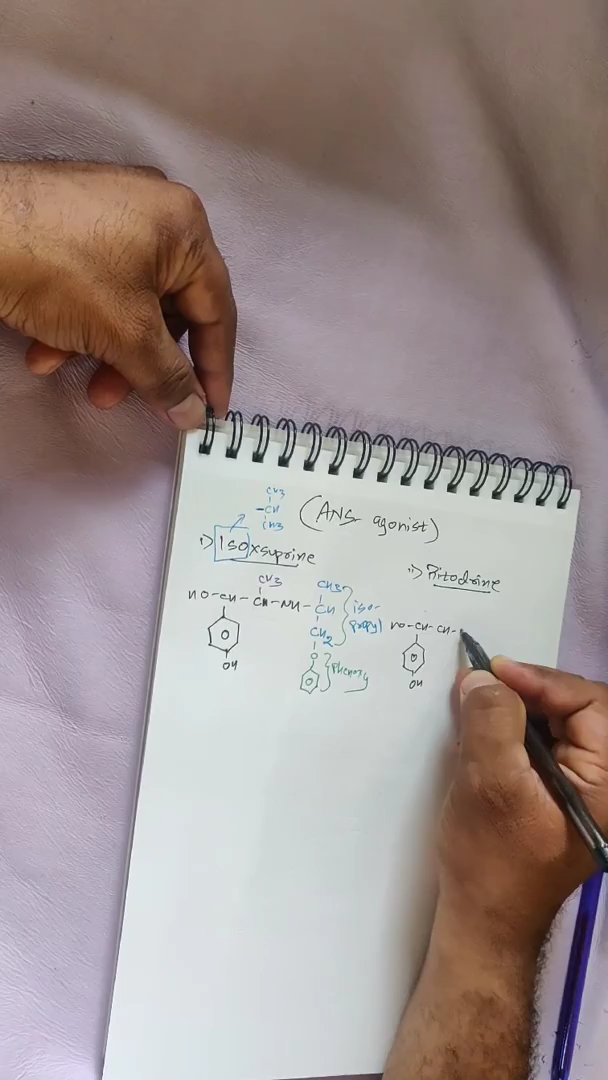 (ANS agonist)
CH3
-CH
CH3
i) Isoxsuprine
ii) Ritodrine
CH3
HO-CH-CH-NH-CH
CH3
CH2
O
OH
iso-
propyl
phenoxy
HO-CH-CH-
OH